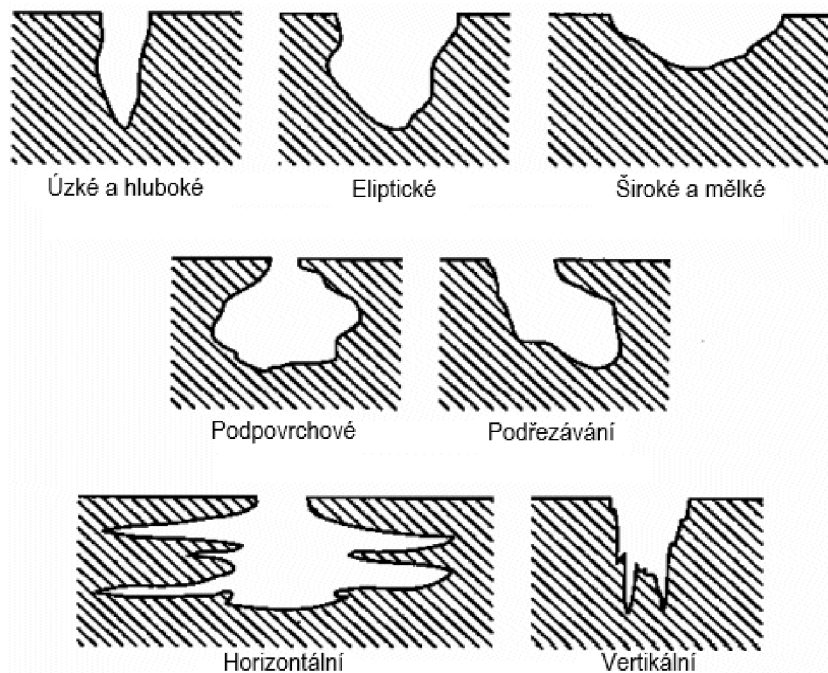 Úzké a hluboké
Eliptické
Široké a mělké
Podpovrchové
Podřezávání
Horizontální
Vertikální